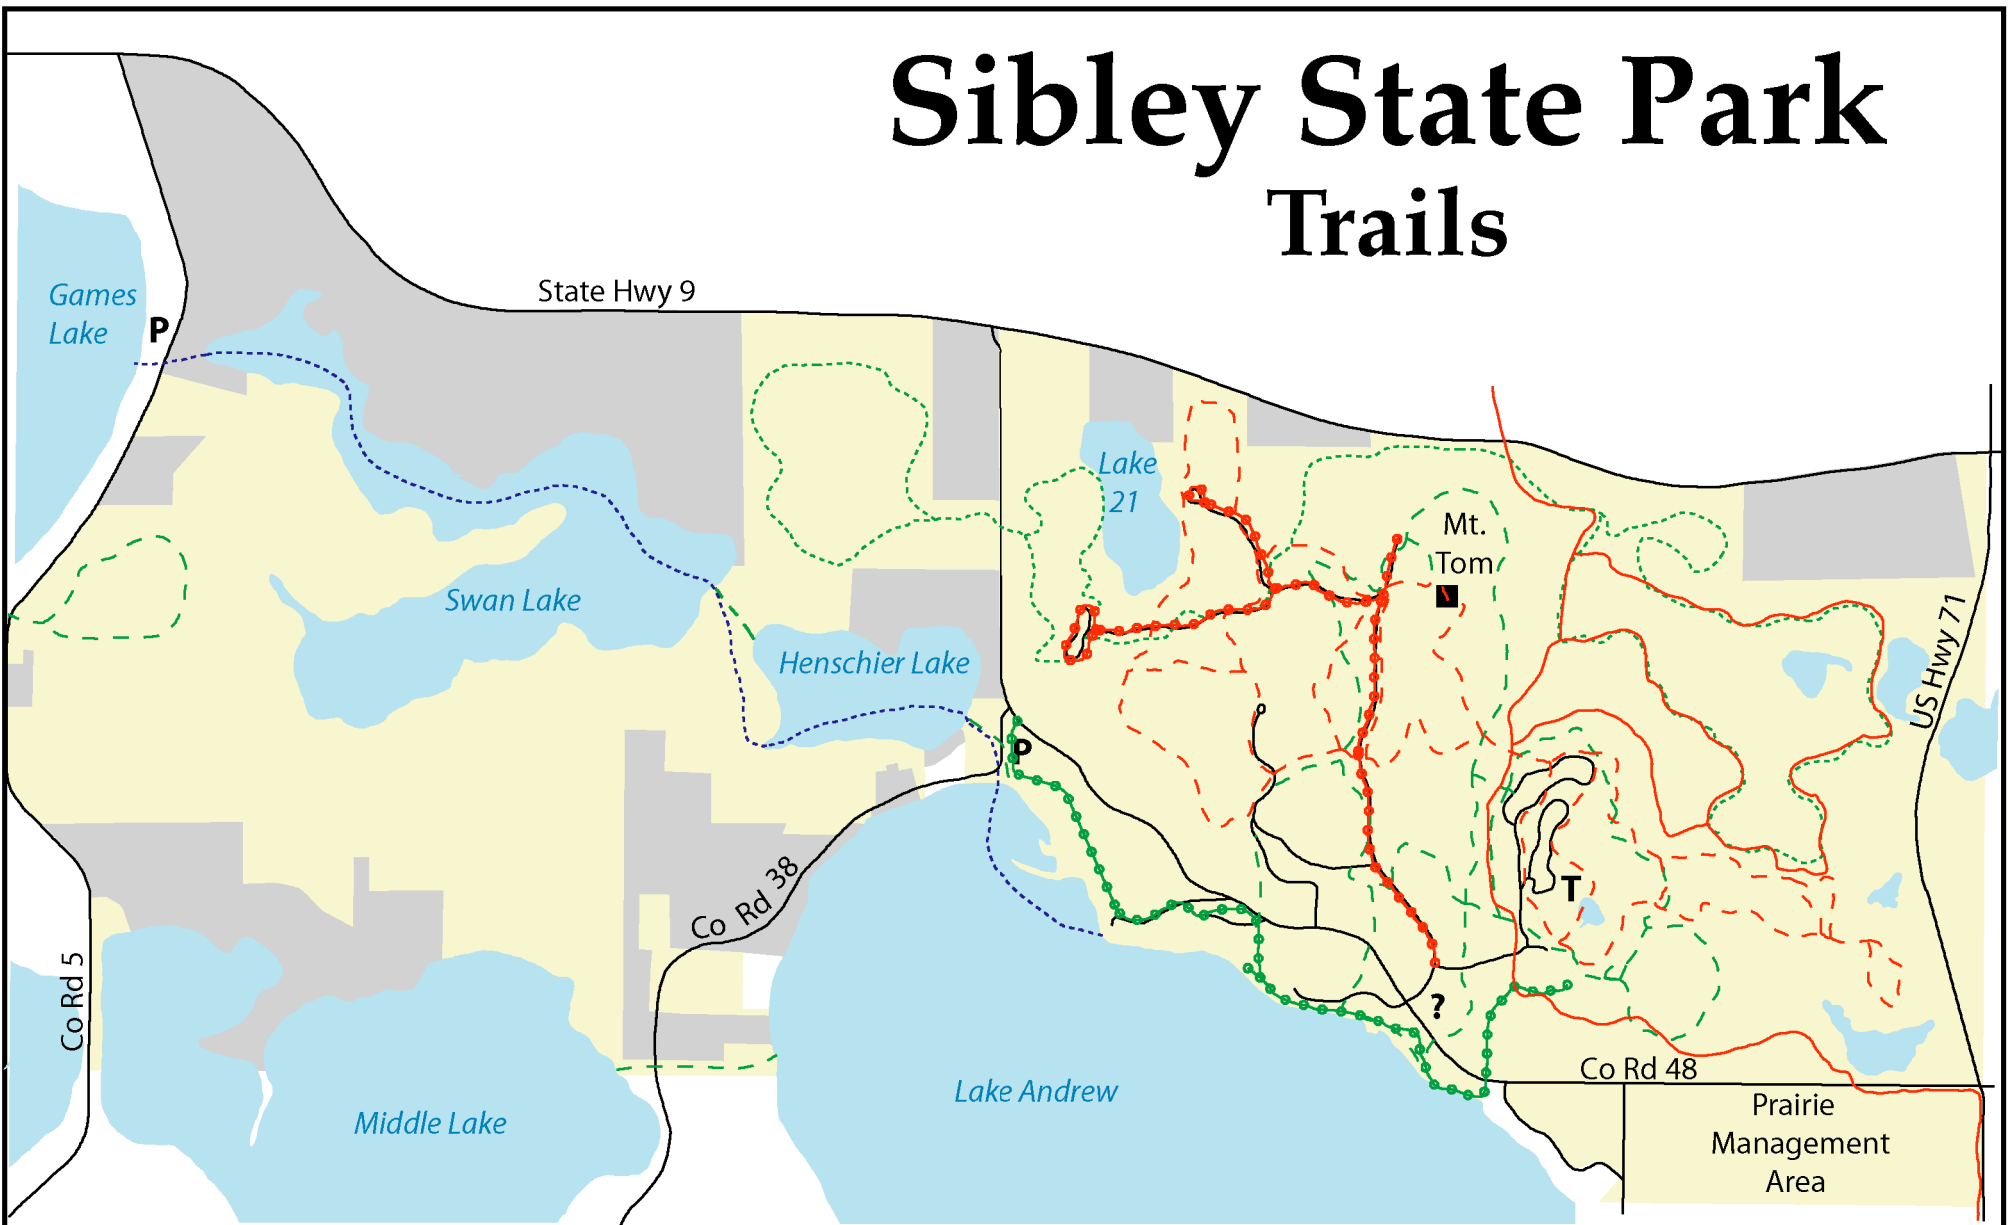 Sibley State Park
Trails
State Hwy 9
Games
Lake
P
Lake
21
Mt.
Tom
Swan Lake
Henschier Lake
US Hwy 71
P
Co Rd 38
T
Co Rd 5
?
Co Rd 48
Lake Andrew
Middle Lake
Prairie
Management
Area